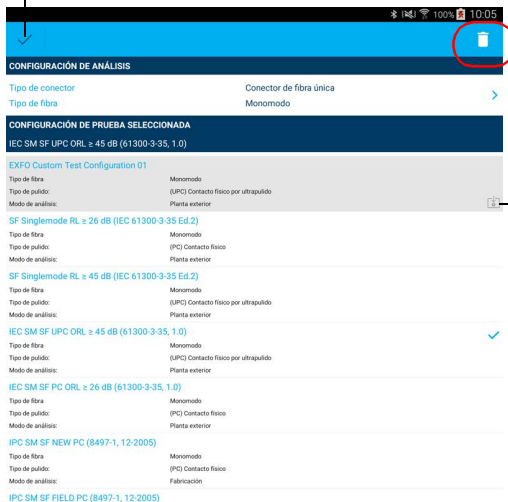 100% 10:05
CONFIGURACIÓN DE ANÁLISIS
Tipo de conector Conector de fibra única
Tipo de fibra Monomodo
CONFIGURACIÓN DE PRUEBA SELECCIONADA
IEC SM SF UPC ORL ≥ 45 dB (61300-3-35, 1.0)
EXFO Custom Test Configuration 01
Tipo de fibra Monomodo
Tipo de pulido: (UPC) Contacto físico por ultrapulido
Modo de análisis: Planta exterior
SF Singlemode RL ≥ 26 dB (IEC 61300-3-35 Ed.2)
Tipo de fibra Monomodo
Tipo de pulido: (PC) Contacto físico
Modo de análisis: Planta exterior
SF Singlemode RL ≥ 45 dB (IEC 61300-3-35 Ed.2)
Tipo de fibra Monomodo
Tipo de pulido: (UPC) Contacto físico por ultrapulido
Modo de análisis: Planta exterior
IEC SM SF UPC ORL ≥ 45 dB (61300-3-35, 1.0)
Tipo de fibra Monomodo
Tipo de pulido: (UPC) Contacto físico por ultrapulido
Modo de análisis: Planta exterior
IEC SM SF PC ORL ≥ 26 dB (61300-3-35, 1.0)
Tipo de fibra Monomodo
Tipo de pulido: (PC) Contacto físico
Modo de análisis: Planta exterior
IPC SM SF NEW PC (8497-1, 12-2005)
Tipo de fibra Monomodo
Tipo de pulido: (PC) Contacto físico
Modo de análisis: Fabricación
IPC SM SF FIELD PC (8497-1, 12-2005)